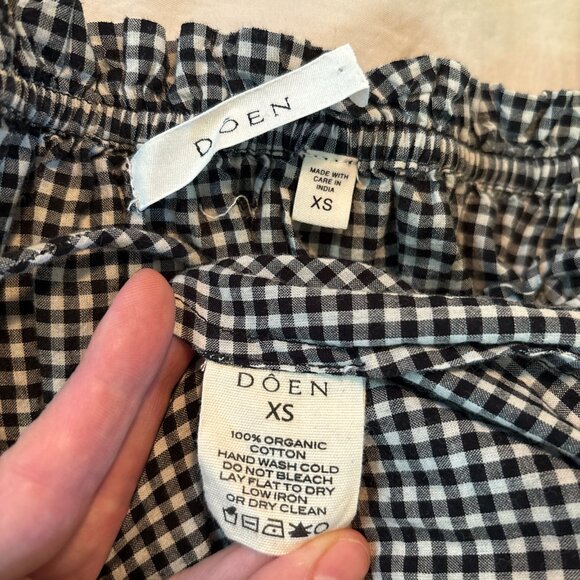 DÔEN
MADE WITH
CARE IN
INDIA
XS
DÔEN
XS
100% ORGANIC
COTTON
HAND WASH COLD
DO NOT BLEACH
LAY FLAT TO DRY
LOW IRON
OR DRY CLEAN